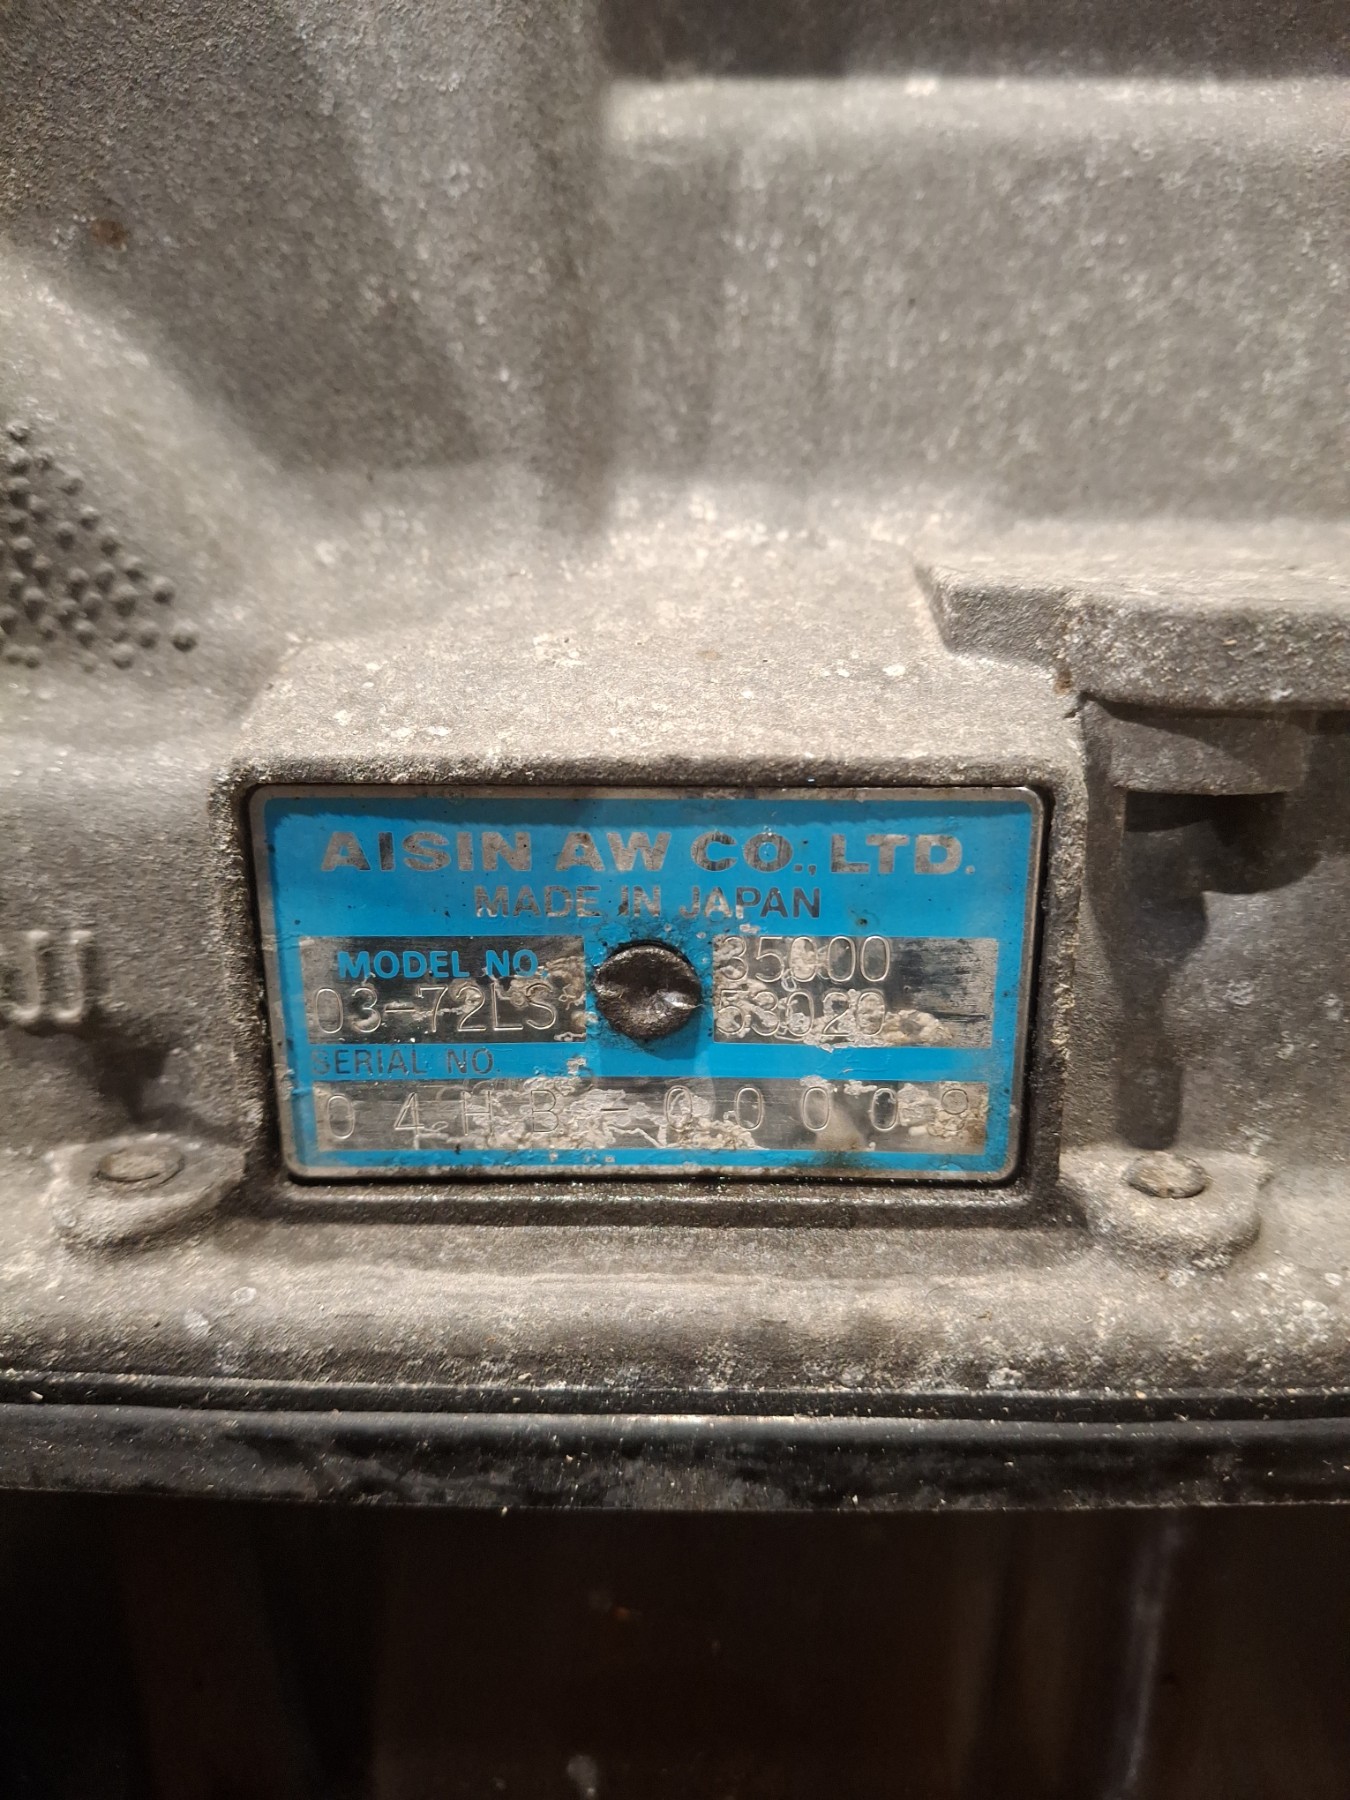 AISIN AW CO., LTD.
MADE IN JAPAN
MODEL NO.
03-72LS
35000
53020
SERIAL NO.
04HB-00009